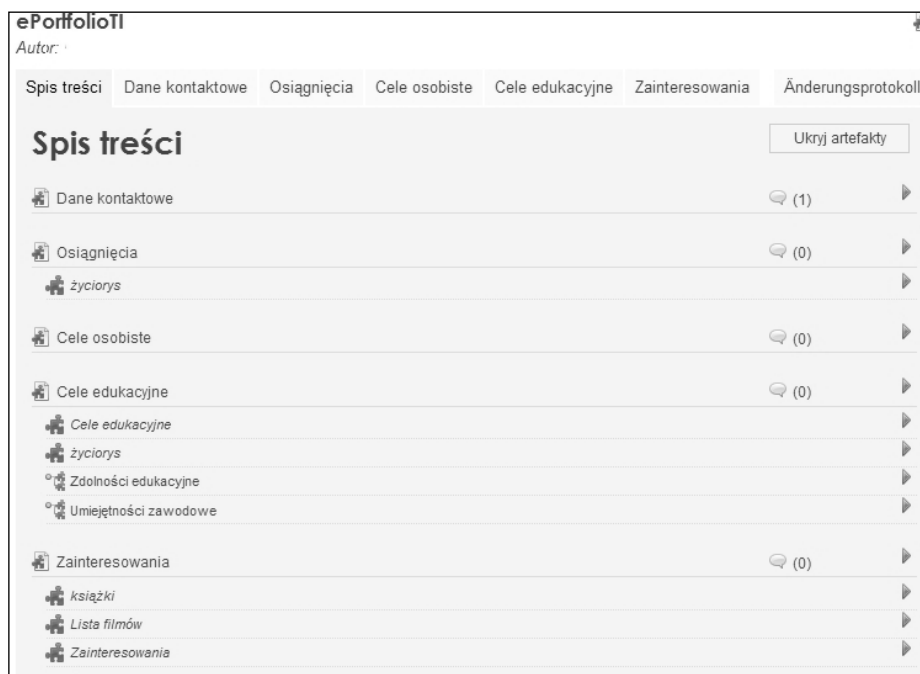 ePortfolioTI
Autor:
Spis treści Dane kontaktowe Osiągnięcia Cele osobiste Cele edukacyjne Zainteresowania Änderungsprotokoll
Spis treści Ukryj artefakty
Dane kontaktowe (1)
Osiągnięcia (0)
życiorys
Cele osobiste (0)
Cele edukacyjne (0)
Cele edukacyjne
życiorys
Zdolności edukacyjne
Umiejętności zawodowe
Zainteresowania (0)
książki
Lista filmów
Zainteresowania